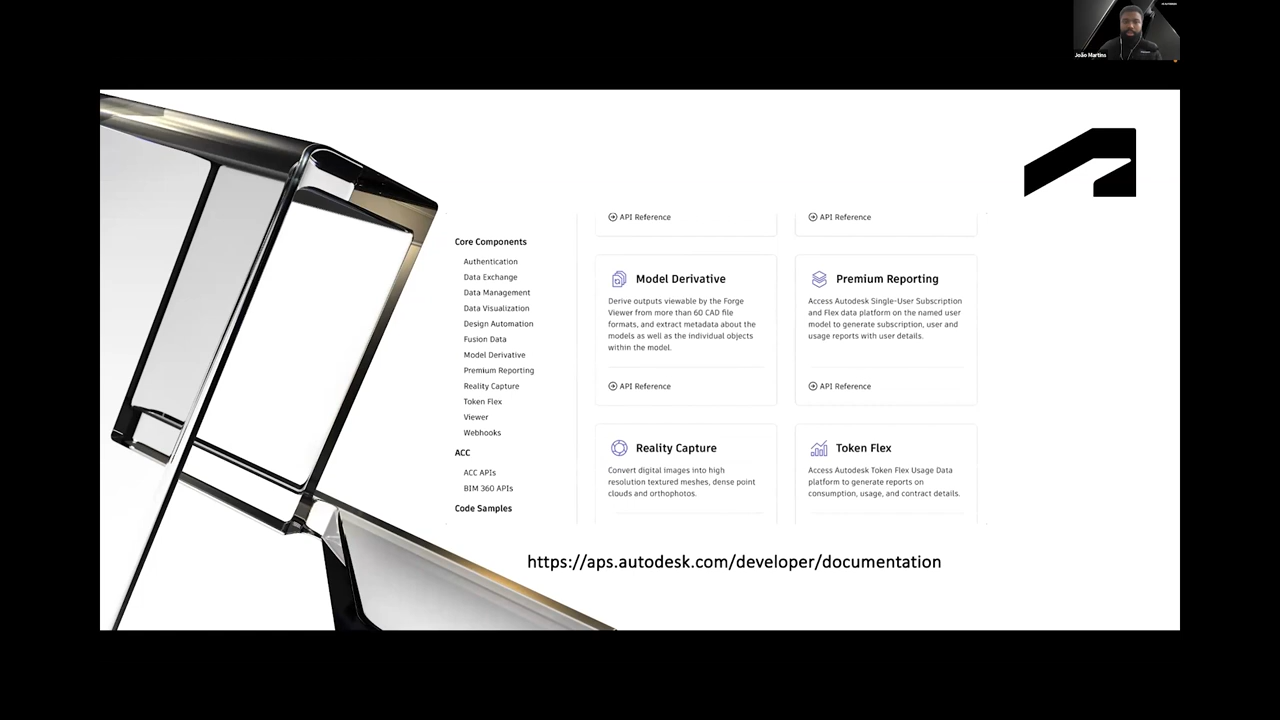 João Martins
API Reference
API Reference
Core Components
Authentication
Data Exchange
Data Management
Data Visualization
Design Automation
Fusion Data
Model Derivative
Premium Reporting
Reality Capture
Token Flex
Viewer
Webhooks
ACC
ACC APIs
BIM 360 APIs
Code Samples
Model Derivative
Derive outputs viewable by the Forge
Viewer from more than 60 CAD file
formats, and extract metadata about the
models as well as the individual objects
within the model.
API Reference
Premium Reporting
Access Autodesk Single-User Subscription
and Flex data platform on the named user
model to generate subscription, user and
usage reports with user details.
API Reference
Reality Capture
Convert digital images into high
resolution textured meshes, dense point
clouds and orthophotos.
Token Flex
Access Autodesk Token Flex Usage Data
platform to generate reports on
consumption, usage, and contract details.
https://aps.autodesk.com/developer/documentation